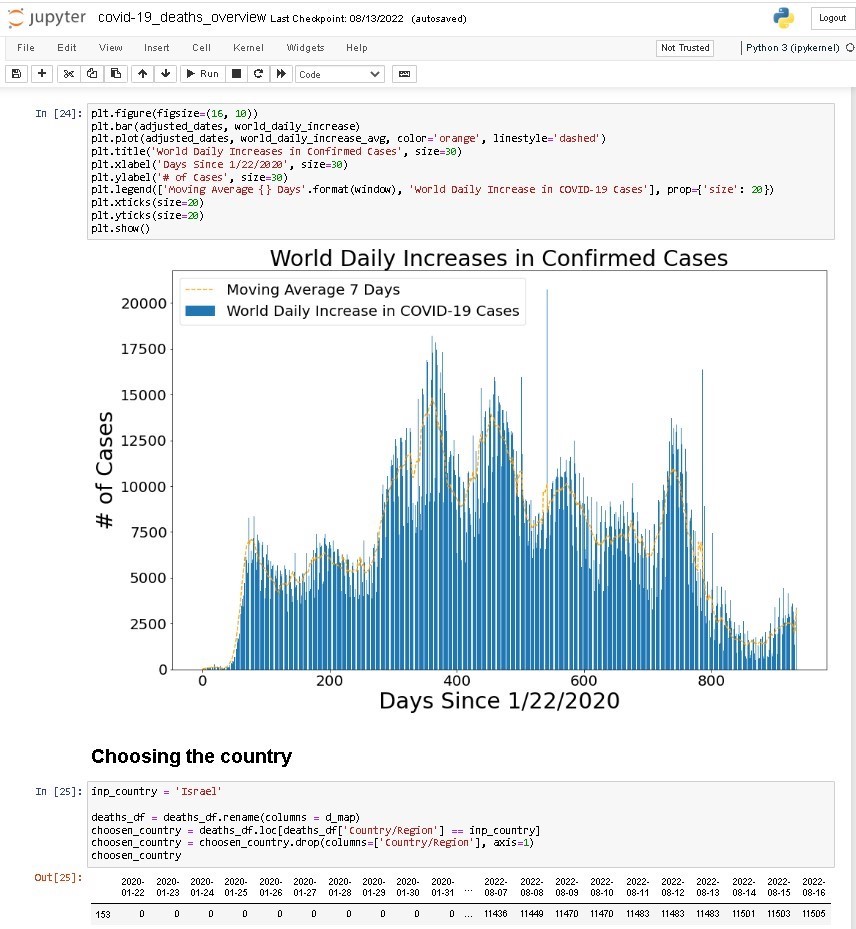 jupyter covid-19_deaths_overview Last Checkpoint: 08/13/2022 (autosaved)
Logout
File Edit View Insert Cell Kernel Widgets Help
Not Trusted
Python 3 (ipykernel)
Run
Code
In [24]:
plt.figure(figsize=(16, 10))
plt.bar(adjusted_dates, world_daily_increase)
plt.plot(adjusted_dates, world_daily_increase_avg, color='orange', linestyle='dashed')
plt.title('World Daily Increases in Confirmed Cases', size=30)
plt.xlabel('Days Since 1/22/2020', size=30)
plt.ylabel('# of Cases', size=30)
plt.legend(['Moving Average {} Days'.format(window), 'World Daily Increase in COVID-19 Cases'], prop={'size': 20})
plt.xticks(size=20)
plt.yticks(size=20)
plt.show()
World Daily Increases in Confirmed Cases
Moving Average 7 Days
World Daily Increase in COVID-19 Cases
# of Cases
20000
17500
15000
12500
10000
7500
5000
2500
0
0 200 400 600 800
Days Since 1/22/2020
Choosing the country
In [25]:
inp_country = 'Israel'
deaths_df = deaths_df.rename(columns = d_map)
choosen_country = deaths_df.loc[deaths_df['Country/Region'] == inp_country]
choosen_country = choosen_country.drop(columns=['Country/Region'], axis=1)
choosen_country
Out[25]:
2020- 2020- 2020- 2020- 2020- 2020- 2020- 2020- 2020- 2020- 2022- 2022- 2022- 2022- 2022- 2022- 2022- 2022- 2022- 2022-
01-22 01-23 01-24 01-25 01-26 01-27 01-28 01-29 01-30 01-31 ... 08-07 08-08 08-09 08-10 08-11 08-12 08-13 08-14 08-15 08-16
153 0 0 0 0 0 0 0 0 0 0 ... 11436 11449 11470 11470 11483 11483 11483 11501 11503 11505